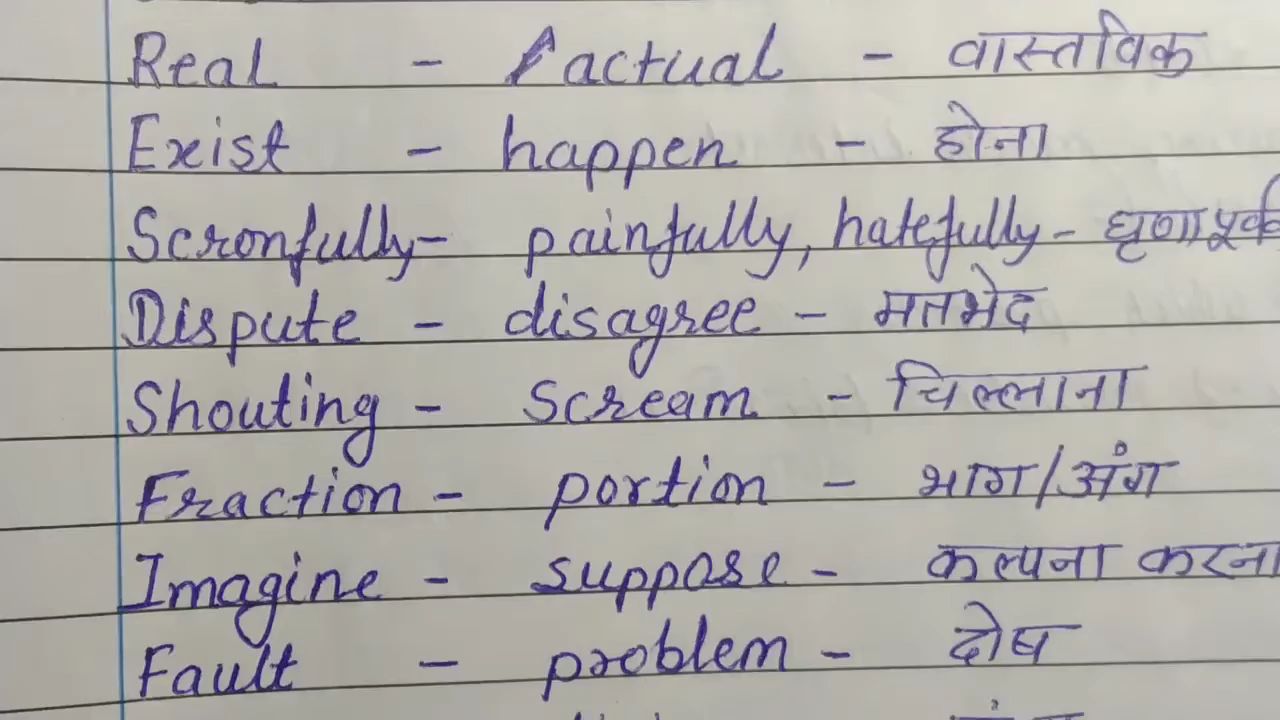 Real - actual - वास्तविक
Exist - happen - होना
Scronfully - painfully, hatefully - घृणापूर्क
Dispute - disagree - मतभेद
Shouting - Scream - चिल्लाना
Fraction - portion - भाग/अंग
Imagine - suppose - कल्पना करना
Fault - problem - दोष